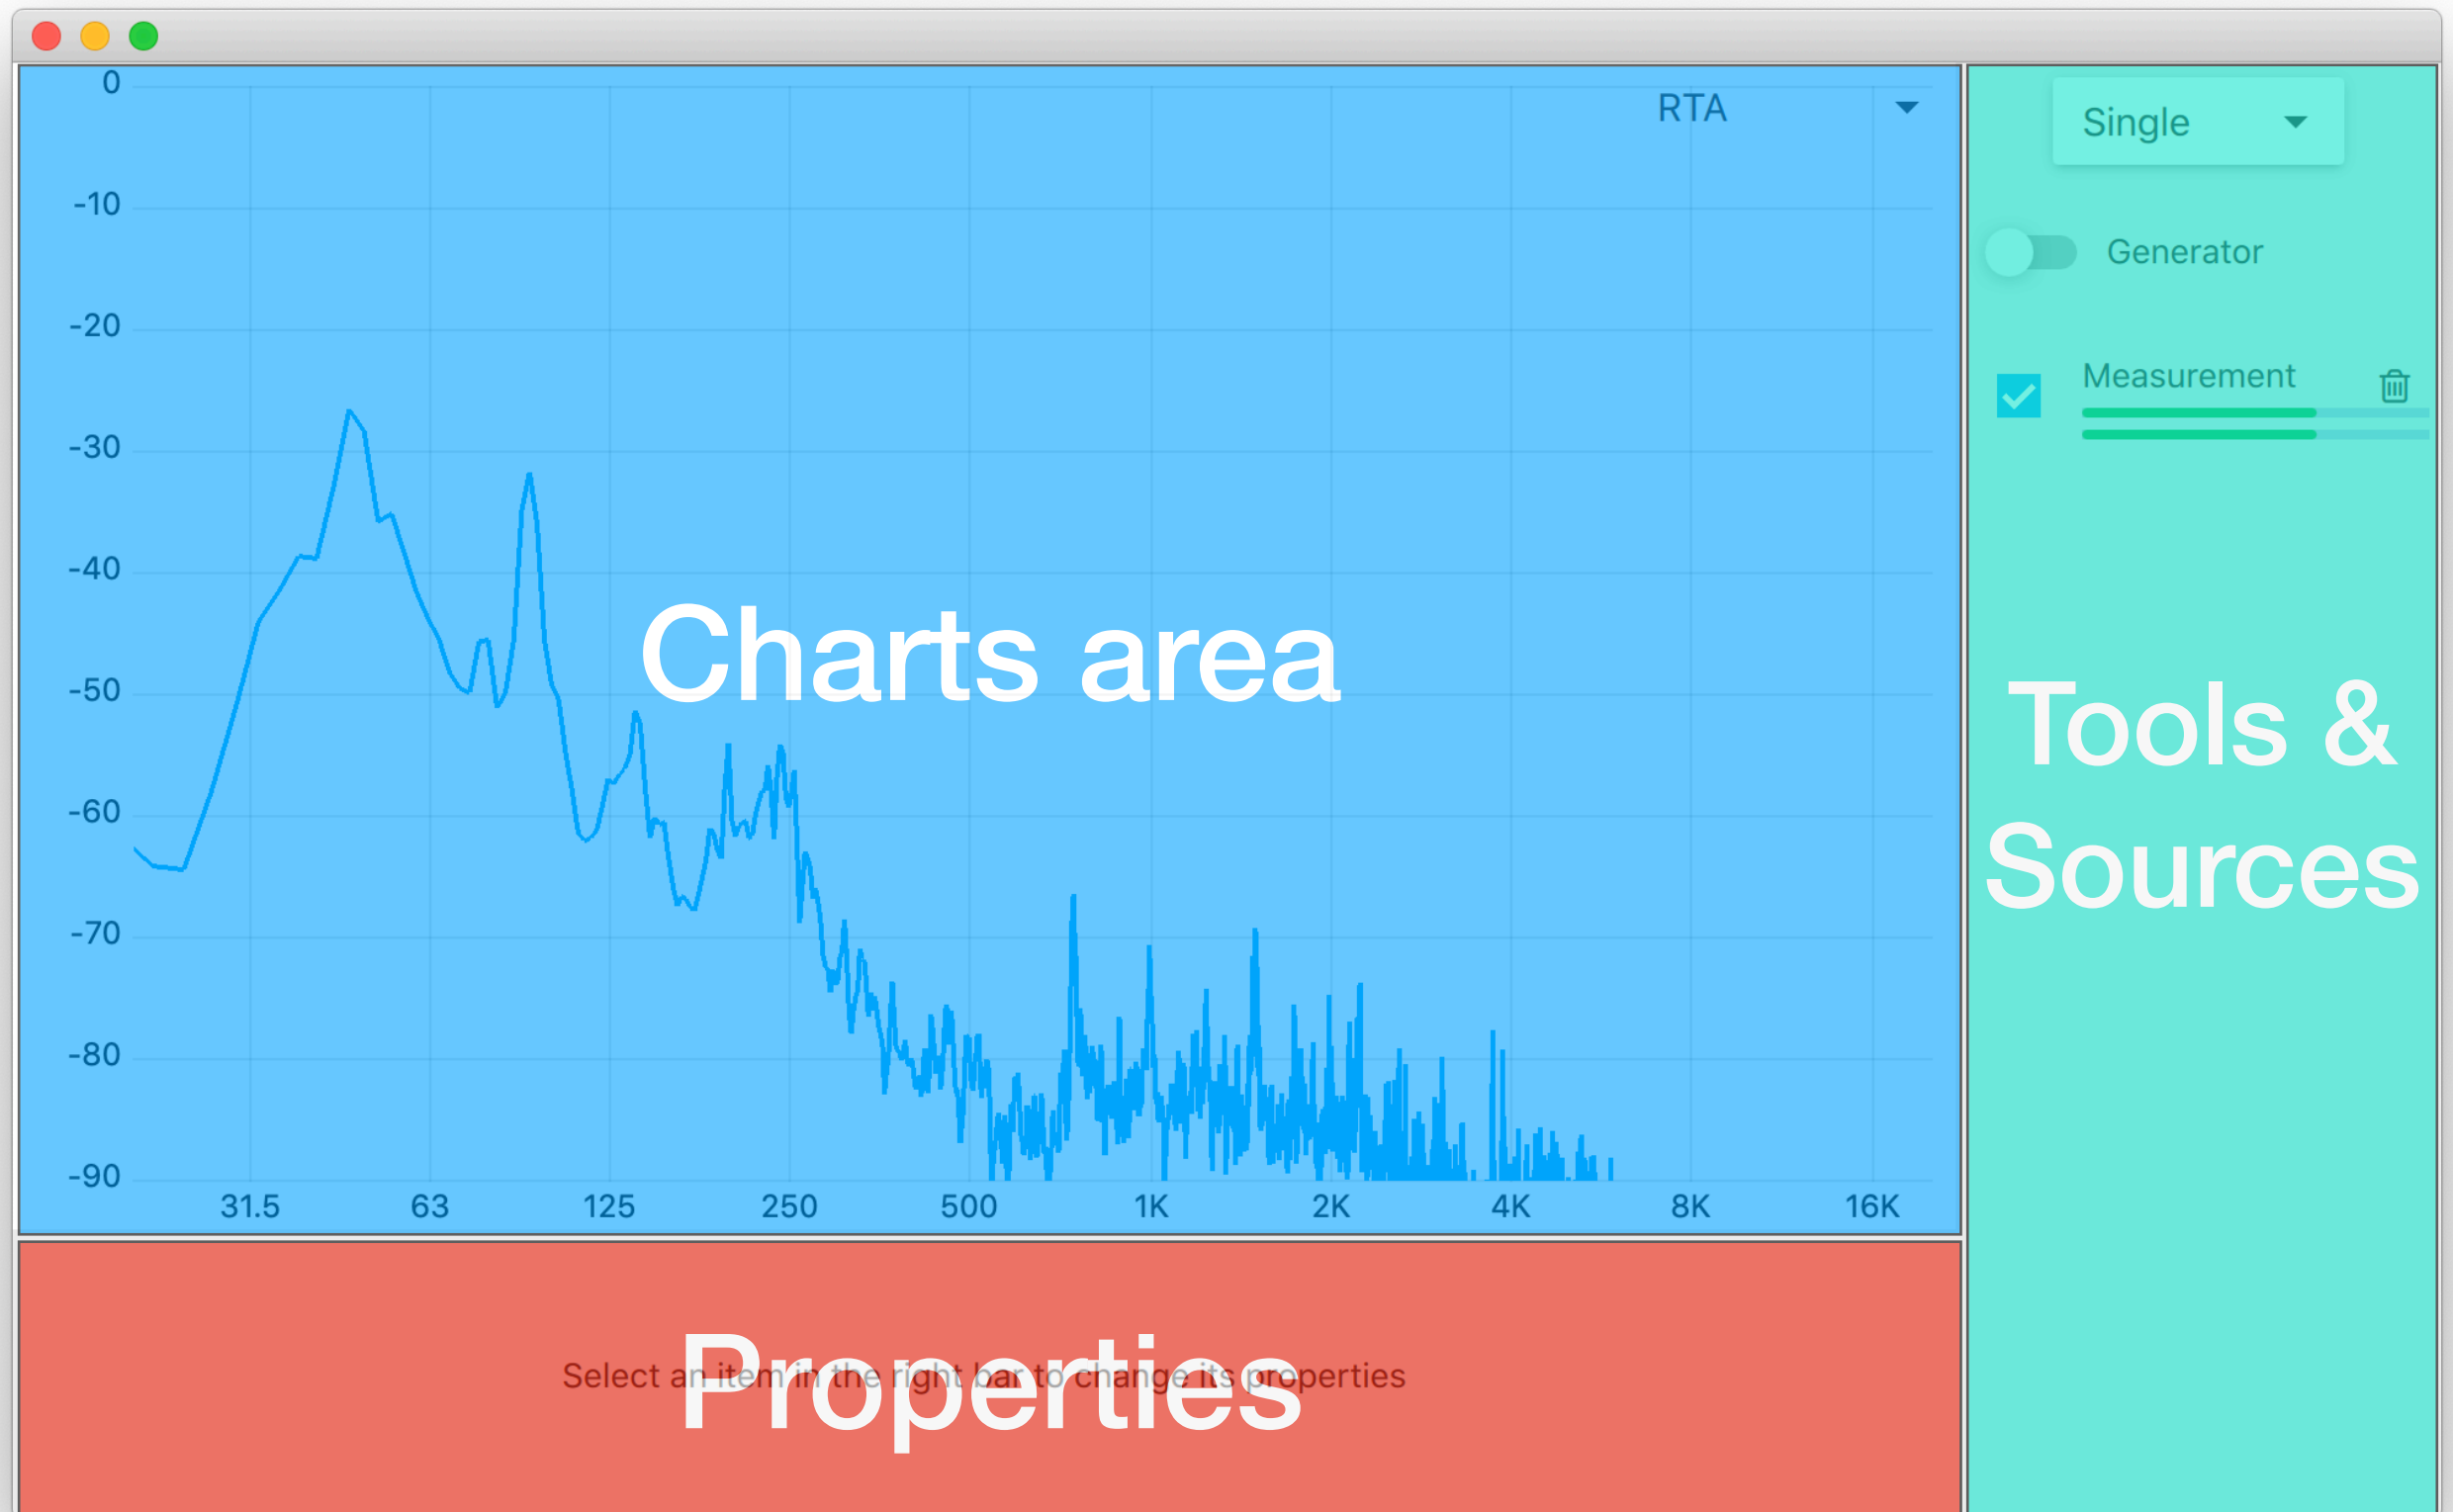 0
RTA
-10
-20
-30
-40
-50
-60
-70
-80
-90
31.5 63 125 250 500 1K 2K 4K 8K 16K
Charts area
Single
Generator
Measurement
Tools &
Sources
Select an item in the right bar to change its properties
Properties